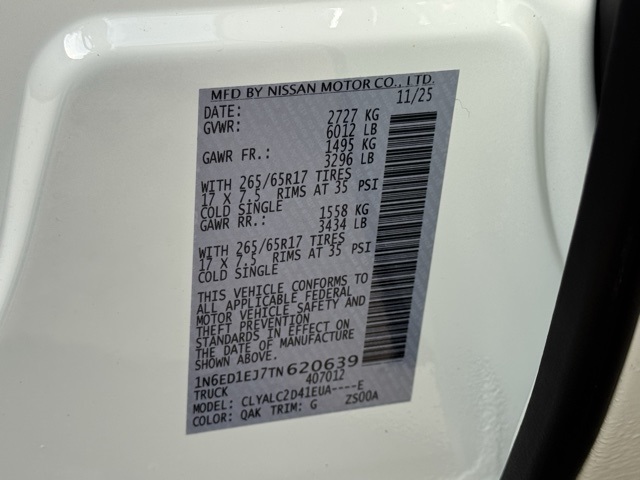 MFD BY NISSAN MOTOR CO., LTD.
DATE: 11/25
GVWR: 2727 KG
6012 LB
GAWR FR.: 1495 KG
3296 LB
WITH 265/65R17 TIRES
17 X 7.5 RIMS AT 35 PSI
COLD SINGLE
GAWR RR.: 1558 KG
3434 LB
WITH 265/65R17 TIRES
17 X 7.5 RIMS AT 35 PSI
COLD SINGLE
THIS VEHICLE CONFORMS TO
ALL APPLICABLE FEDERAL
MOTOR VEHICLE SAFETY AND
THEFT PREVENTION
STANDARDS IN EFFECT ON
THE DATE OF MANUFACTURE
SHOWN ABOVE.
1N6ED1EJ7TN620639
TRUCK 407012
MODEL: CLYALC2D41EUA----E
COLOR: QAK TRIM: G ZS00A